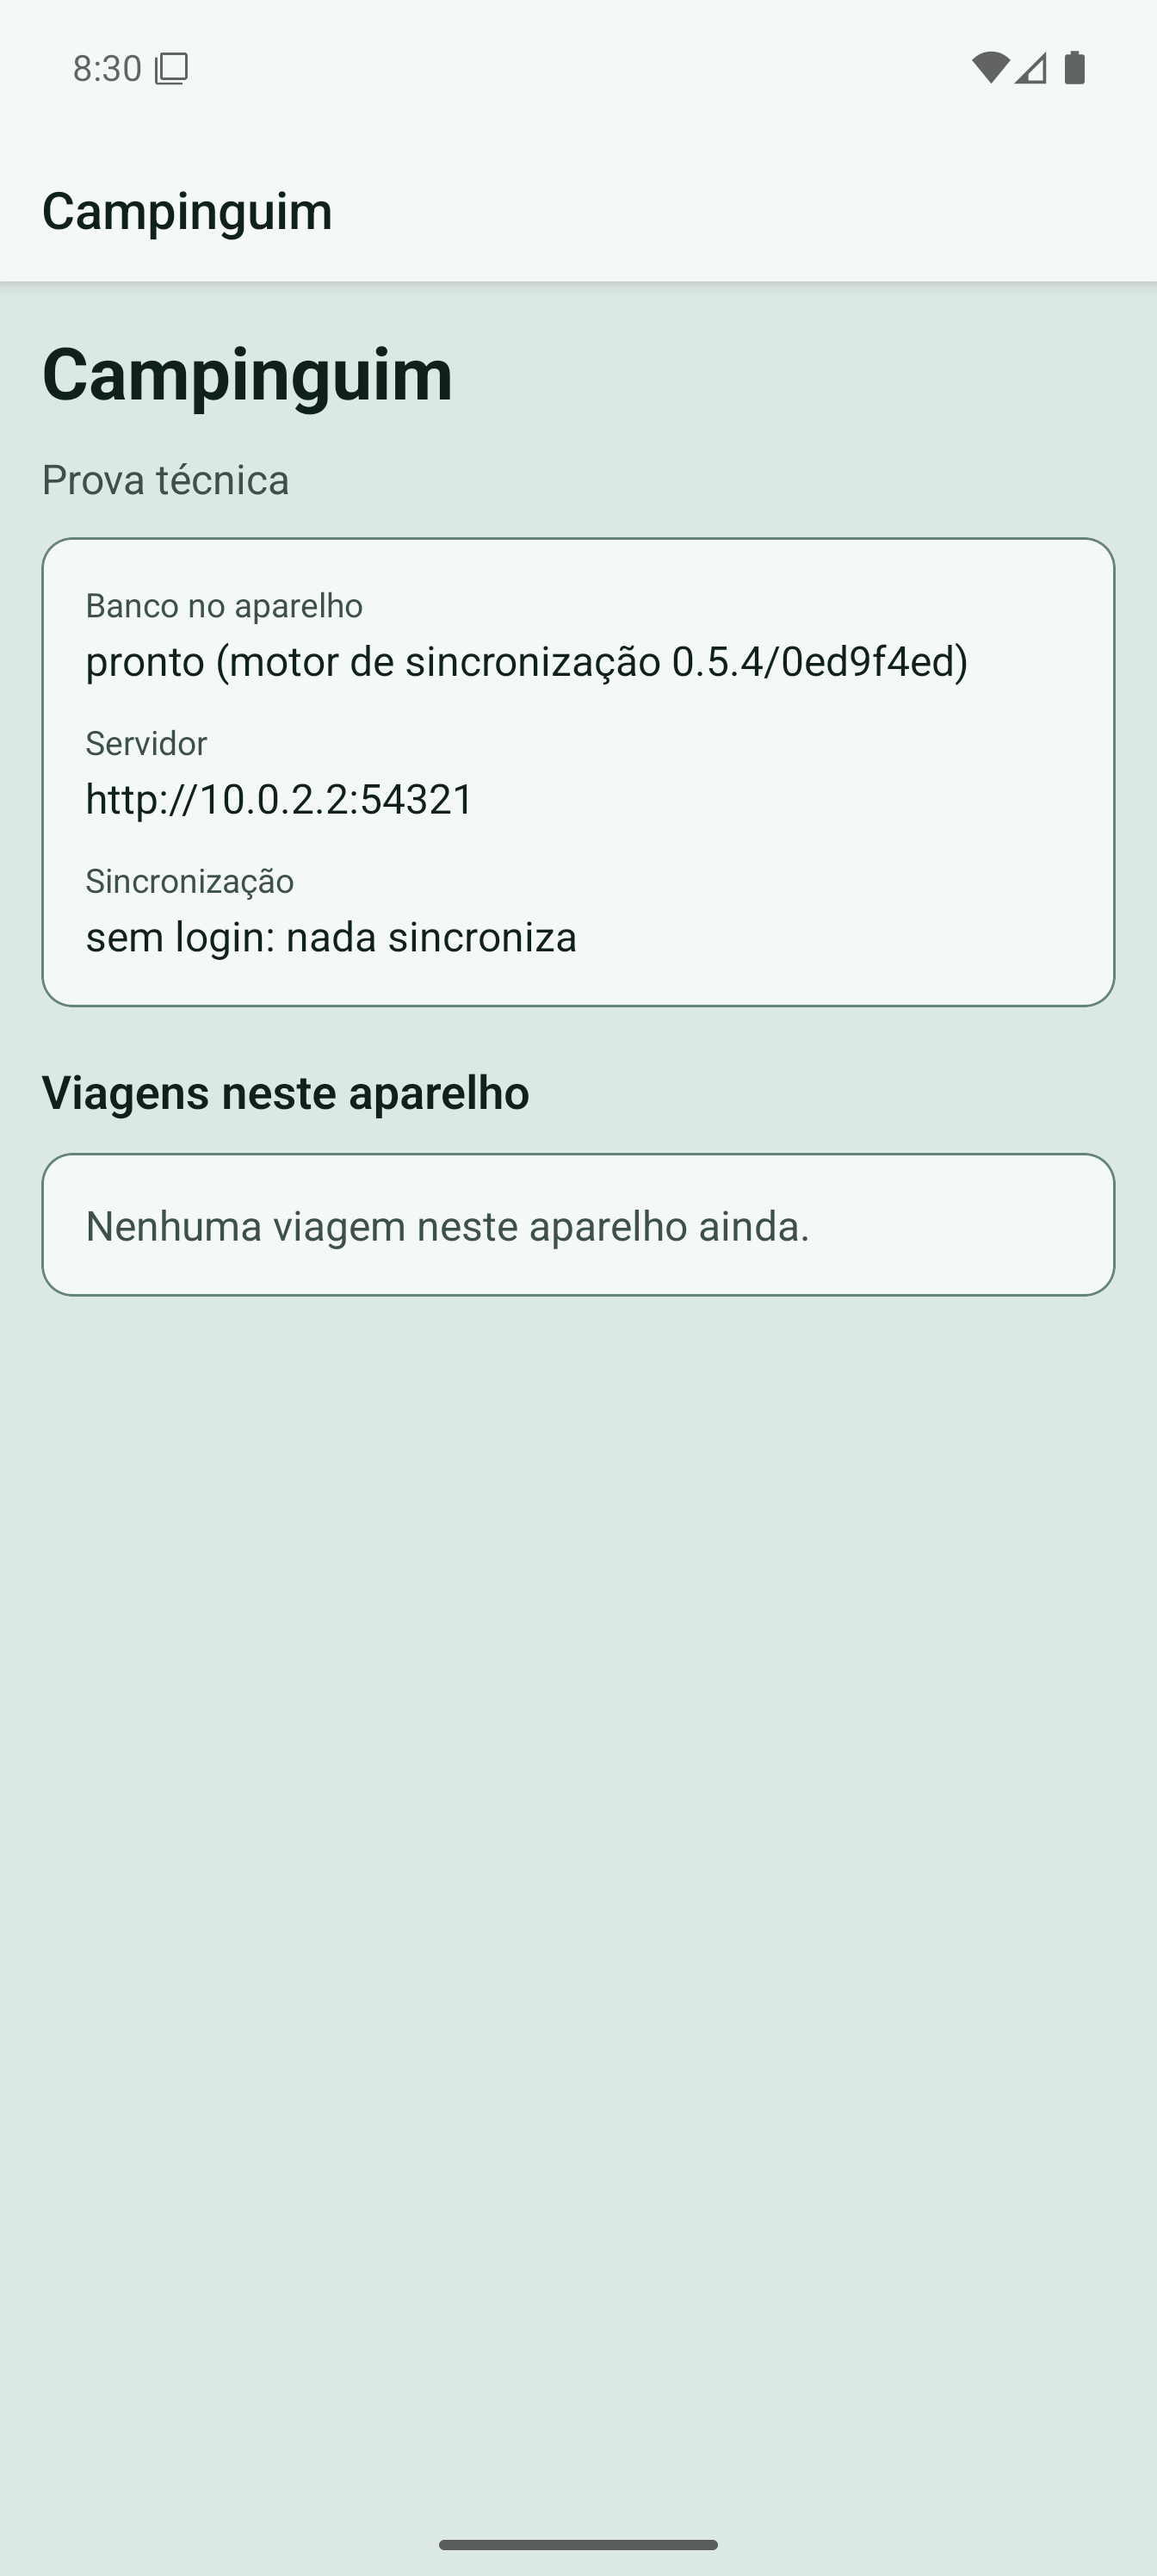 8:30
Campinguim
Campinguim
Prova técnica
Banco no aparelho
pronto (motor de sincronização 0.5.4/0ed9f4ed)
Servidor
http://10.0.2.2:54321
Sincronização
sem login: nada sincroniza
Viagens neste aparelho
Nenhuma viagem neste aparelho ainda.